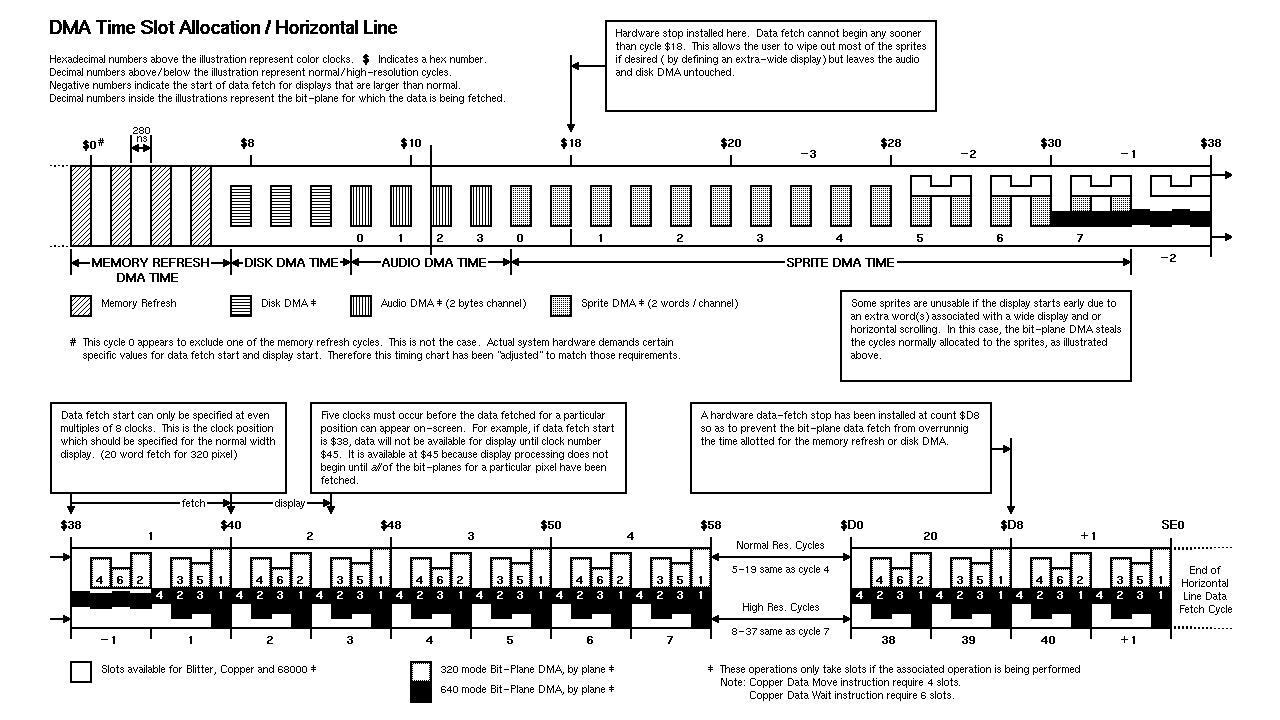 DMA Time Slot Allocation / Horizontal Line
Hexadecimal numbers above the illustration represent color clocks. $ Indicates a hex number.
Decimal numbers above/below the illustration represent normal/high-resolution cycles.
Negative numbers indicate the start of data fetch for displays that are larger than normal.
Decimal numbers inside the illustrations represent the bit-plane for which the data is being fetched.
Hardware stop installed here. Data fetch cannot begin any sooner
than cycle $18. This allows the user to wipe out most of the sprites
if desired ( by defining an extra-wide display) but leaves the audio
and disk DMA untouched.
280
ns
$0# $8 $10 $18 $20 $28 $30 $38
-3 -2 -1
0 1 2 3 0 1 2 3 4 5 6 7
-2
MEMORY REFRESH DISK DMA TIME AUDIO DMA TIME SPRITE DMA TIME
DMA TIME
Memory Refresh Disk DMA ‡ Audio DMA ‡ (2 bytes channel) Sprite DMA ‡ (2 words / channel)
# This cycle 0 appears to exclude one of the memory refresh cycles. This is not the case. Actual system hardware demands certain
specific values for data fetch start and display start. Therefore this timing chart has been "adjusted" to match those requirements.
Some sprites are unusable if the display starts early due to
an extra word(s) associated with a wide display and or
horizontal scrolling. In this case, the bit-plane DMA steals
the cycles normally allocated to the sprites, as illustrated
above.
Data fetch start can only be specified at even
multiples of 8 clocks. This is the clock position
which should be specified for the normal width
display. (20 word fetch for 320 pixel)
Five clocks must occur before the data fetched for a particular
position can appear on-screen. For example, if data fetch start
is $38, data will not be available for display until clock number
$45. It is available at $45 because display processing does not
begin until all of the bit-planes for a particular pixel have been
fetched.
A hardware data-fetch stop has been installed at count $D8
so as to prevent the bit-plane data fetch from overrunnig
the time allotted for the memory refresh or disk DMA.
fetch display
$38 $40 $48 $50 $58 $D0 $D8 SE0
1 2 3 4 20 +1
Normal Res. Cycles
5-19 same as cycle 4
High Res. Cycles
8-37 same as cycle 7
4 6 2 3 5 1 4 6 2 3 5 1 4 6 2 3 5 1 4 6 2 3 5 1 4 6 2 3 5 1 4 6 2 3 5 1
4 2 3 1 4 2 3 1 4 2 3 1 4 2 3 1 4 2 3 1 4 2 3 1 4 2 3 1 4 2 3 1 4 2 3 1 4 2 3 1 4 2 3 1
-1 1 2 3 4 5 6 7 38 39 40 +1
End of
Horizontal
Line Data
Fetch Cycle
Slots available for Blitter, Copper and 68000 ‡
320 mode Bit-Plane DMA, by plane ‡
640 mode Bit-Plane DMA, by plane ‡
‡ These operations only take slots if the associated operation is being performed
Note: Copper Data Move instruction require 4 slots.
Copper Data Wait instruction require 6 slots.